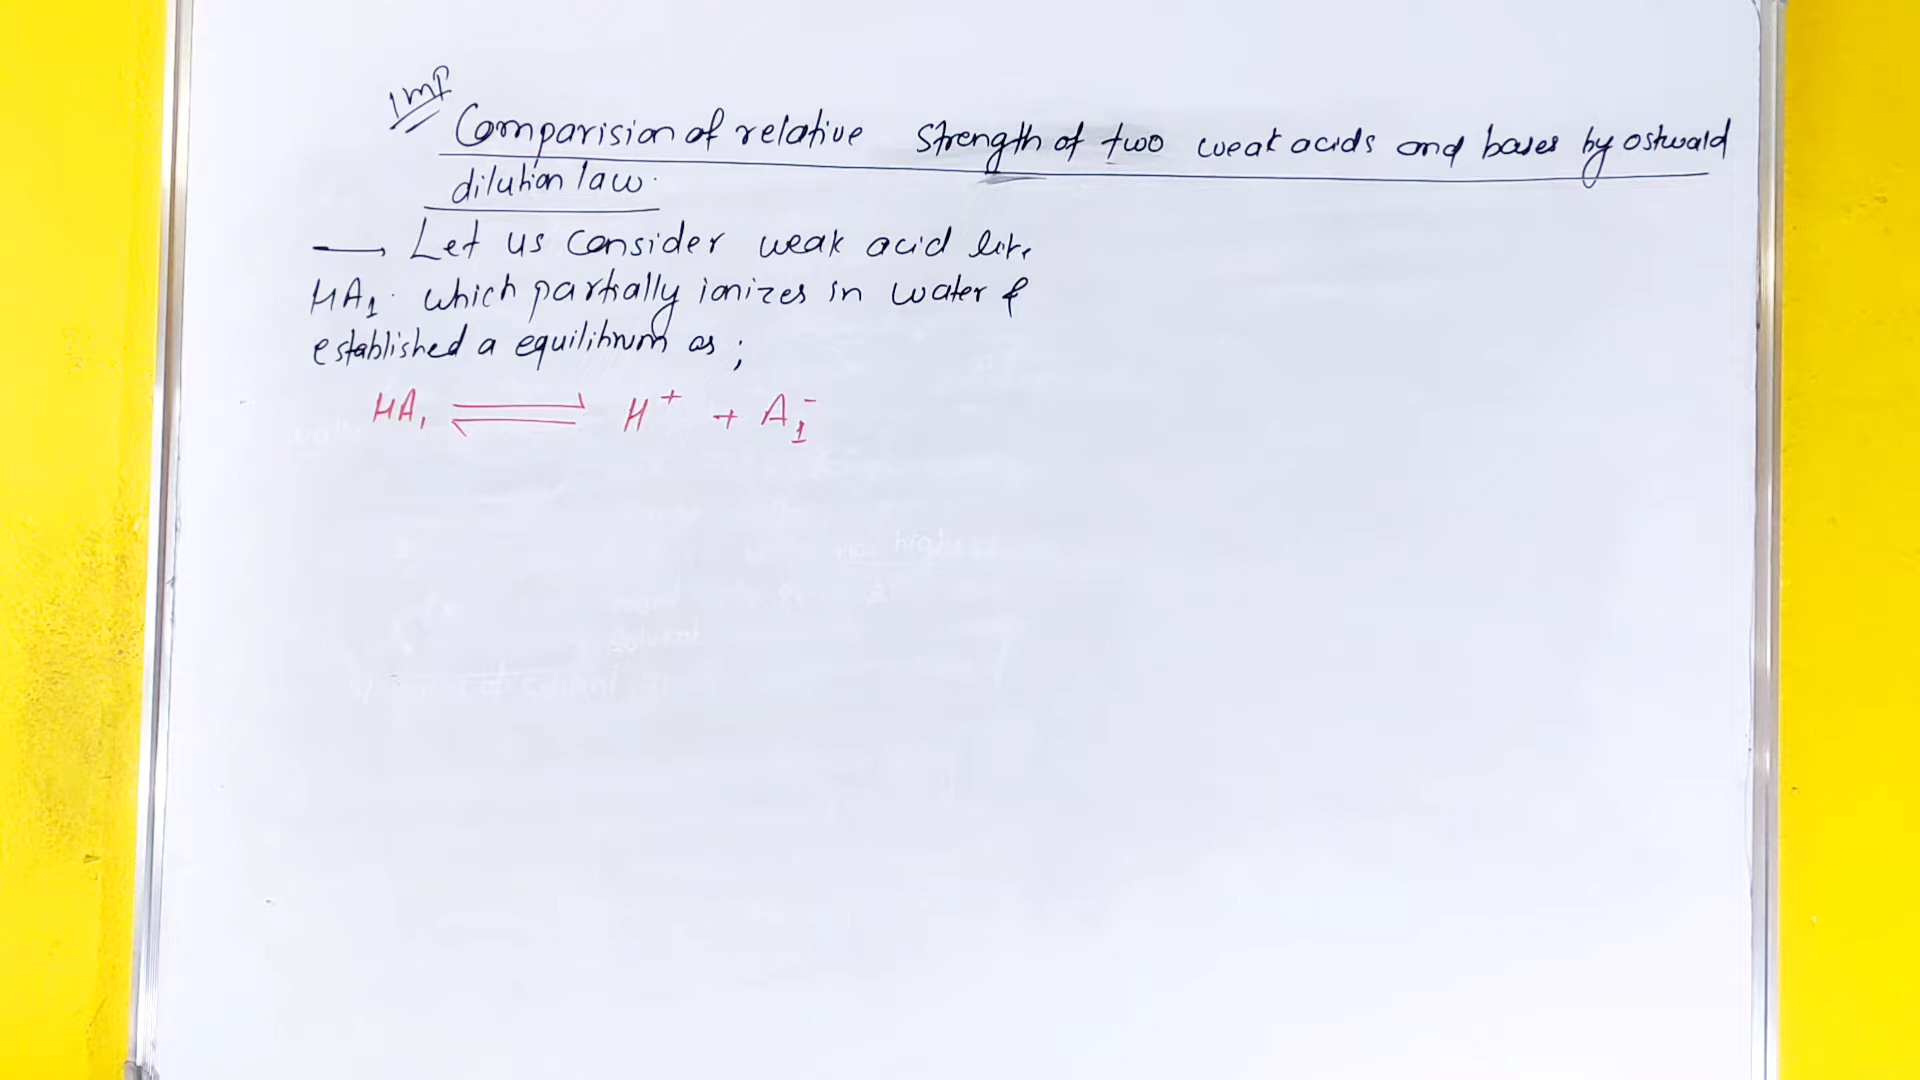 Imp
Comparision of relative strength of two weak acids and bases by ostwald
dilution law.
→ Let us consider weak acid like
HA₁. which partially ionizes in water &
established a equilibrium as ;
HA₁ ⇌ H⁺ + A₁⁻